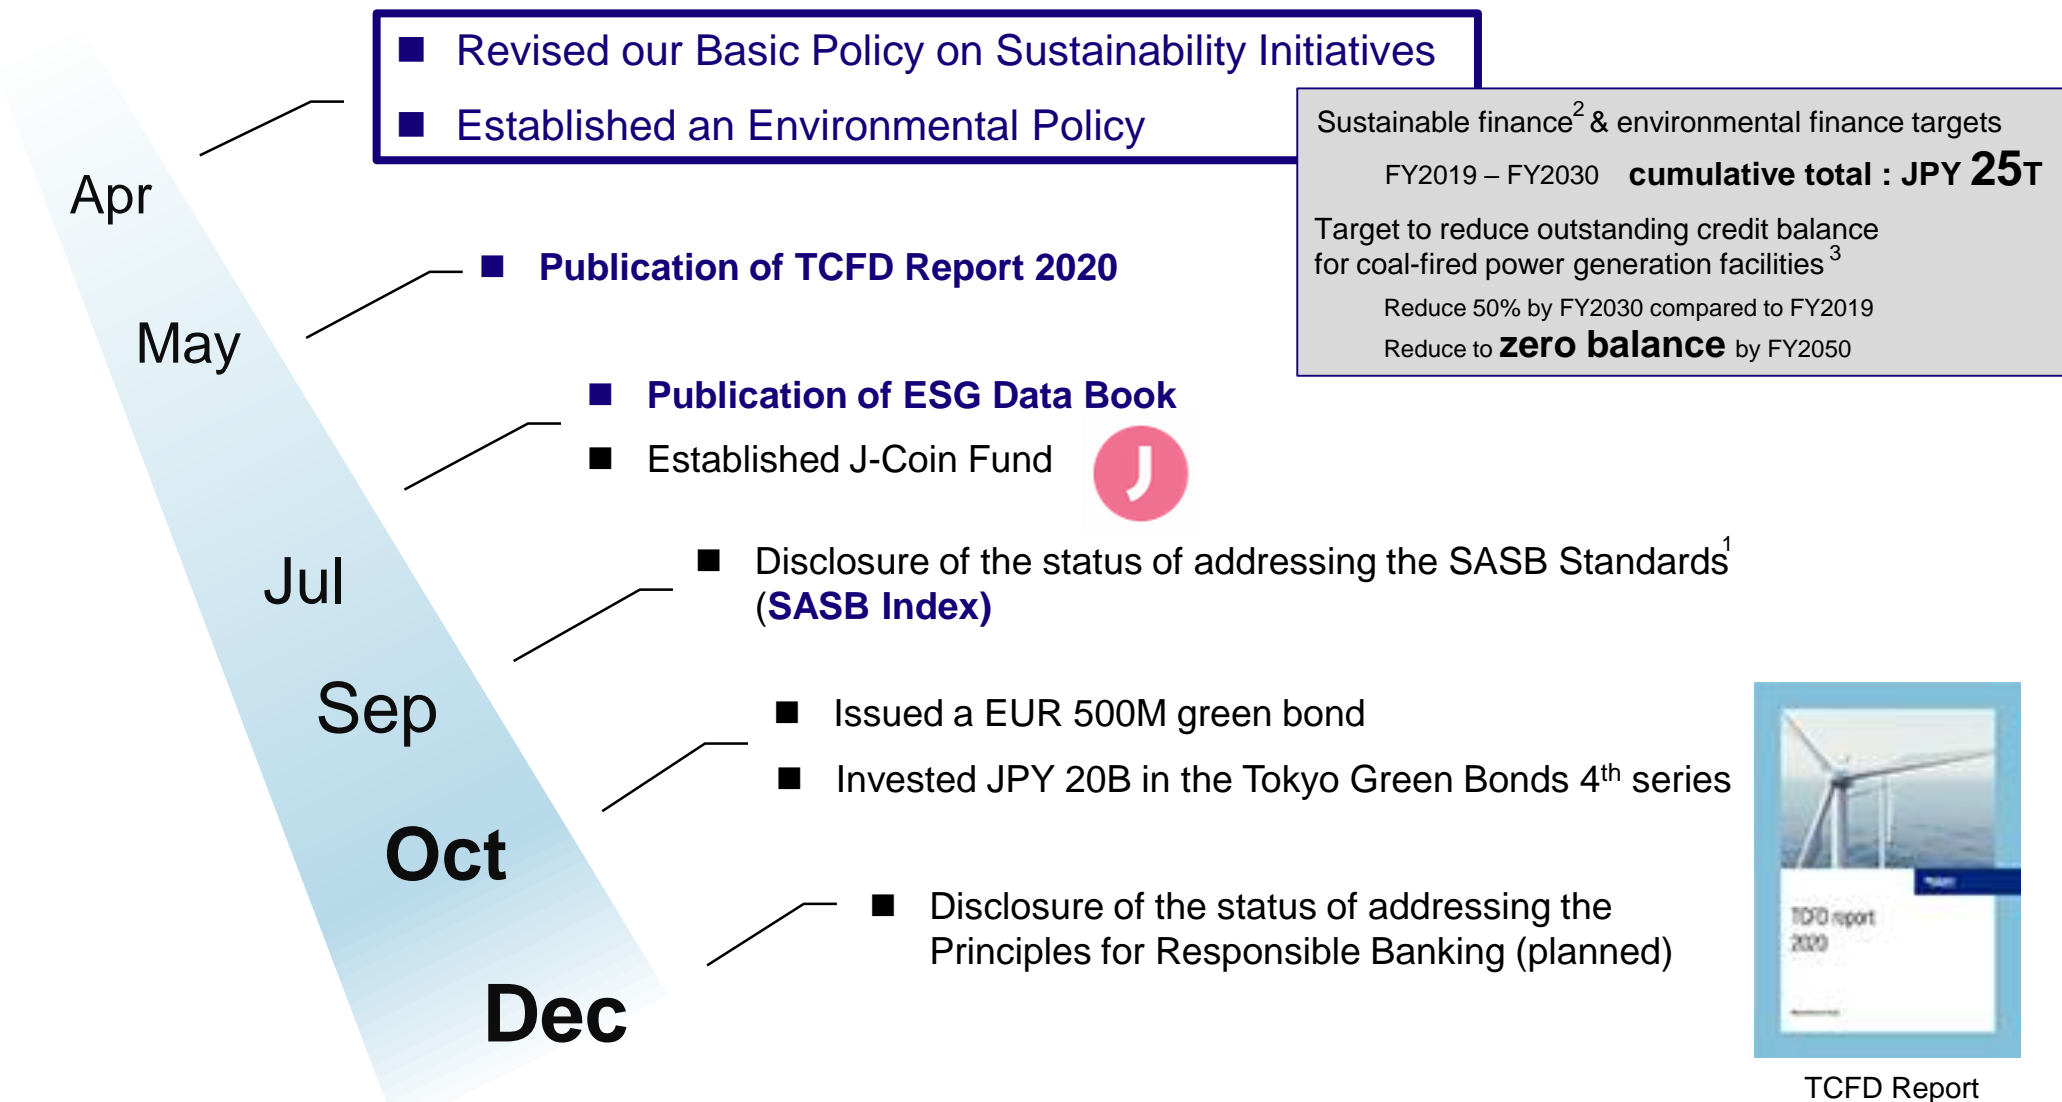 ■ Revised our Basic Policy on Sustainability Initiatives
■ Established an Environmental Policy
Sustainable finance2 & environmental finance targets
FY2019 – FY2030 cumulative total : JPY 25T
Target to reduce outstanding credit balance
for coal-fired power generation facilities3
Reduce 50% by FY2030 compared to FY2019
Reduce to zero balance by FY2050
Apr
■ Publication of TCFD Report 2020
May
■ Publication of ESG Data Book
■ Established J-Coin Fund
J
Jul
■ Disclosure of the status of addressing the SASB Standards1
(SASB Index)
Sep
■ Issued a EUR 500M green bond
■ Invested JPY 20B in the Tokyo Green Bonds 4th series
Oct
■ Disclosure of the status of addressing the
Principles for Responsible Banking (planned)
Dec
TCFD report
2020
TCFD Report